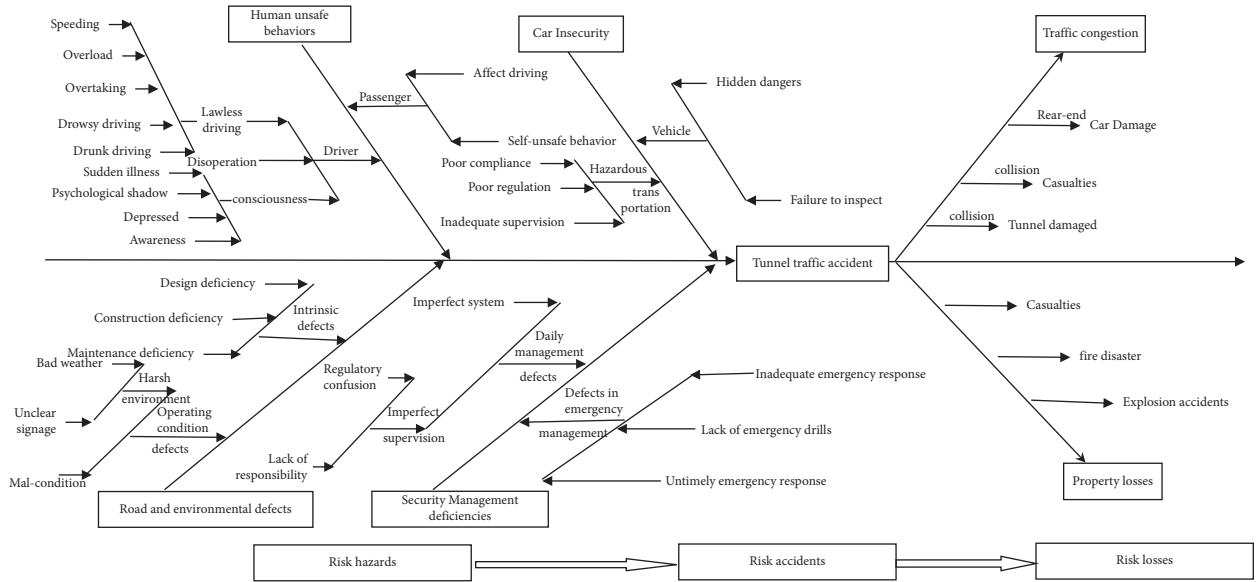 Speeding
Overload
Overtaking
Drowsy driving
Drunk driving
Sudden illness
Psychological shadow
Depressed
Awareness
Lawless
driving
Disoperation
consciousness
Driver
Human unsafe
behaviors
Passenger
Affect driving
Self-unsafe behavior
Car Insecurity
Poor compliance
Poor regulation
Inadequate supervision
Hazardous
trans
portation
Vehicle
Hidden dangers
Failure to inspect
Traffic congestion
Rear-end
Car Damage
collision
Casualties
collision
Tunnel damaged
Tunnel traffic accident
Design deficiency
Construction deficiency
Maintenance deficiency
Intrinsic
defects
Bad weather
Unclear
signage
Harsh
environment
Mal-condition
Operating
condition
defects
Road and environmental defects
Imperfect system
Regulatory
confusion
Lack of
responsibility
Imperfect
supervision
Daily
management
defects
Defects in
emergency
management
Inadequate emergency response
Lack of emergency drills
Untimely emergency response
Security Management
deficiencies
Casualties
fire disaster
Explosion accidents
Property losses
Risk hazards
Risk accidents
Risk losses